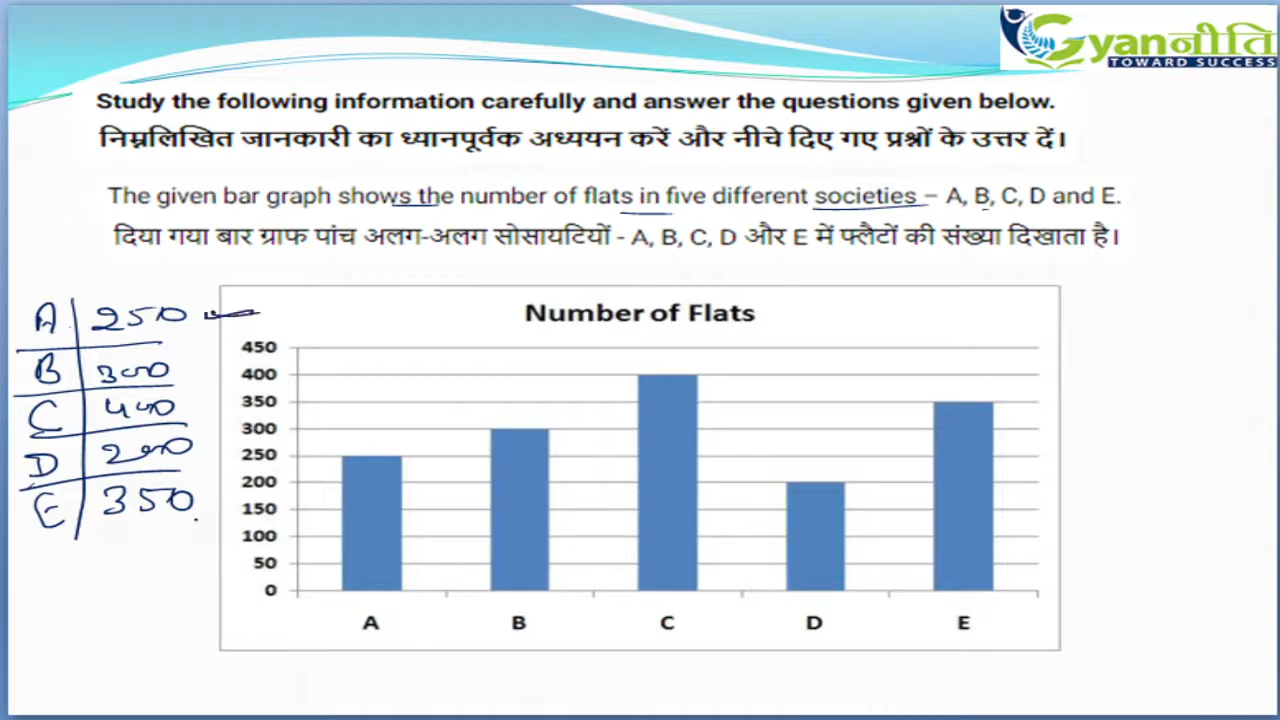 Gyanनीति
TOWARD SUCCESS
Study the following information carefully and answer the questions given below.
निम्नलिखित जानकारी का ध्यानपूर्वक अध्ययन करें और नीचे दिए गए प्रश्नों के उत्तर दें।
The given bar graph shows the number of flats in five different societies – A, B, C, D and E.
दिया गया बार ग्राफ पांच अलग-अलग सोसायटियों - A, B, C, D और E में फ्लैटों की संख्या दिखाता है।
A 250
B 300
C 400
D 200
E 350
Number of Flats
450
400
350
300
250
200
150
100
50
0
A B C D E